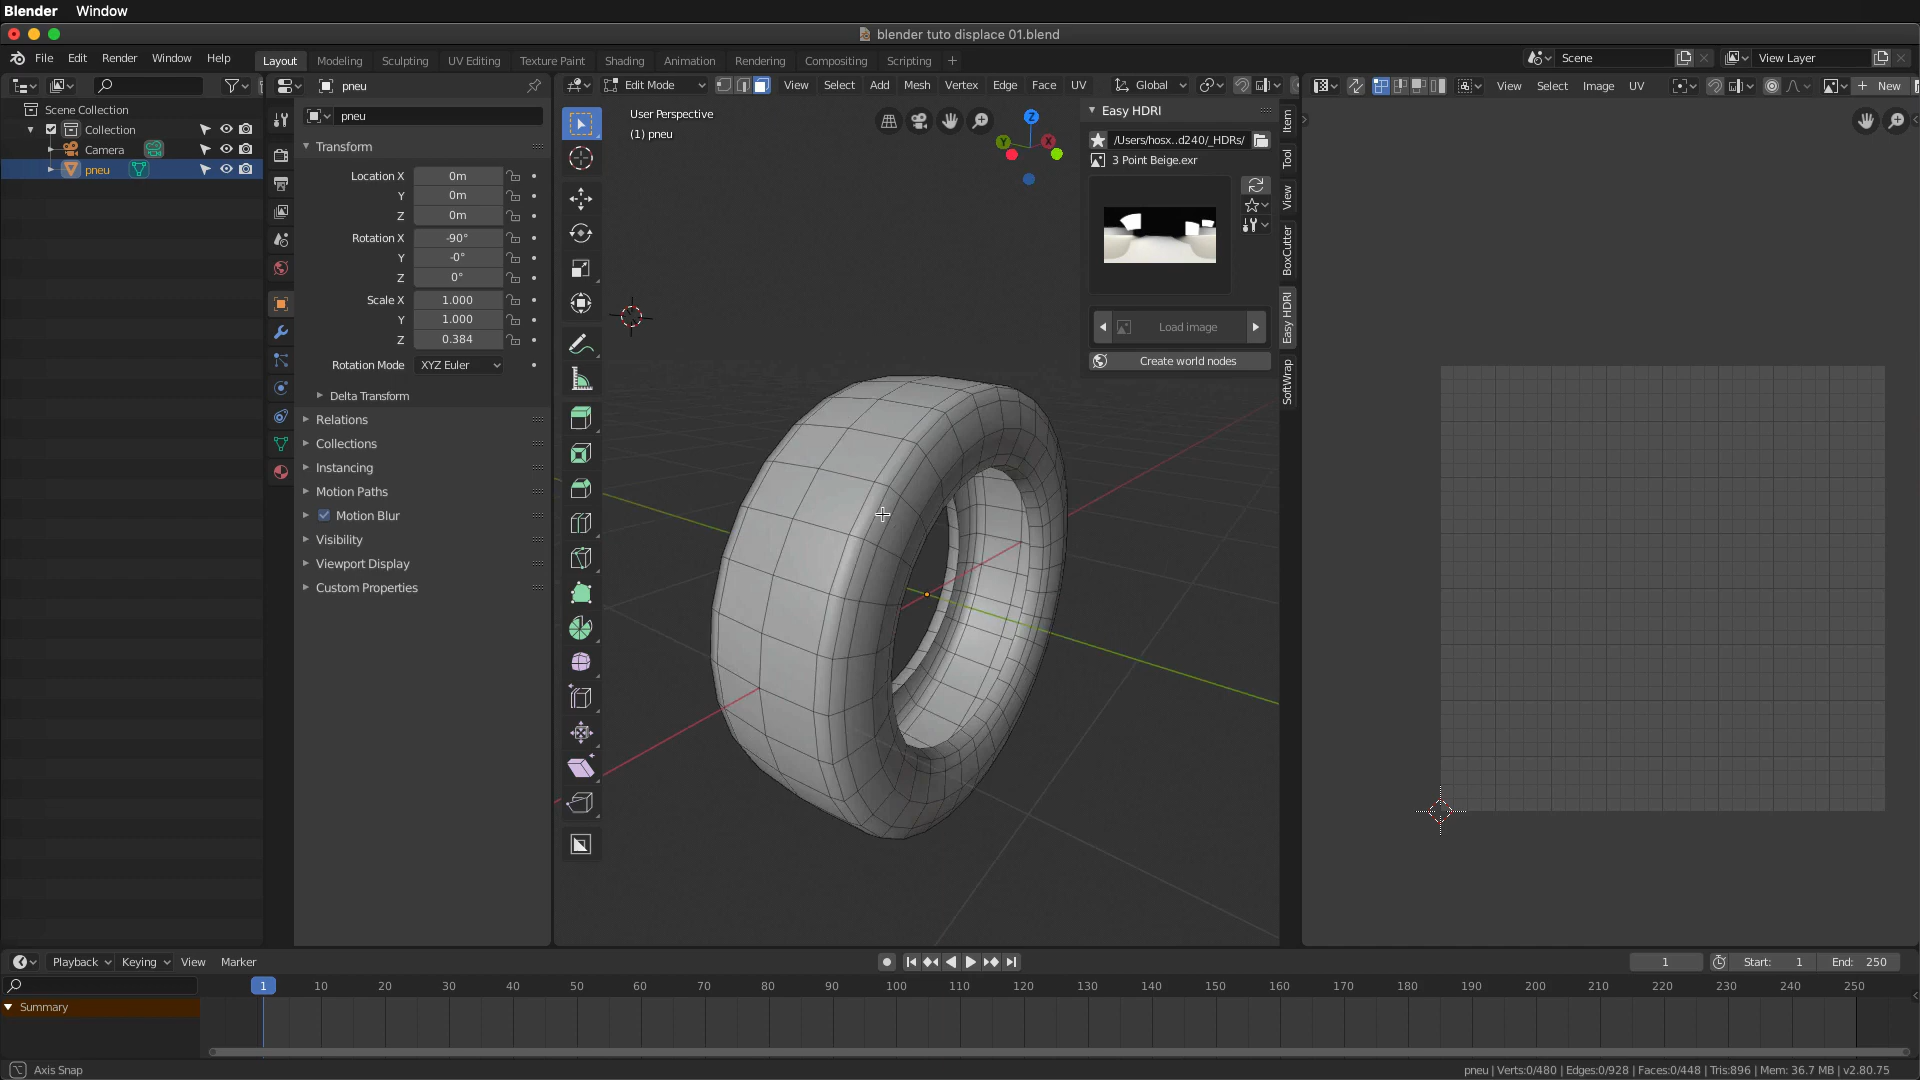 Blender Window
blender tuto displace 01.blend
File Edit Render Window Help
Layout Modeling Sculpting UV Editing Texture Paint Shading Animation Rendering Compositing Scripting +
Scene
View Layer
Scene Collection
Collection
Camera
pneu
pneu
pneu
Transform
Location X 0m
Y 0m
Z 0m
Rotation X -90°
Y -0°
Z 0°
Scale X 1.000
Y 1.000
Z 0.384
Rotation Mode XYZ Euler
Delta Transform
Relations
Collections
Instancing
Motion Paths
Motion Blur
Visibility
Viewport Display
Custom Properties
Edit Mode View Select Add Mesh Vertex Edge Face UV Global
User Perspective
(1) pneu
Z
Y
X
Easy HDRI
/Users/hosx..d240/_HDRs/
3 Point Beige.exr
Load image
Create world nodes
Item
Tool
View
BoxCutter
Easy HDRI
SoftWrap
View Select Image UV
+ New
Playback Keying View Marker
1 Start: 1 End: 250
1 10 20 30 40 50 60 70 80 90 100 110 120 130 140 150 160 170 180 190 200 210 220 230 240 250
Summary
Axis Snap
pneu | Verts:0/480 | Edges:0/928 | Faces:0/448 | Tris:896 | Mem: 36.7 MB | v2.80.75